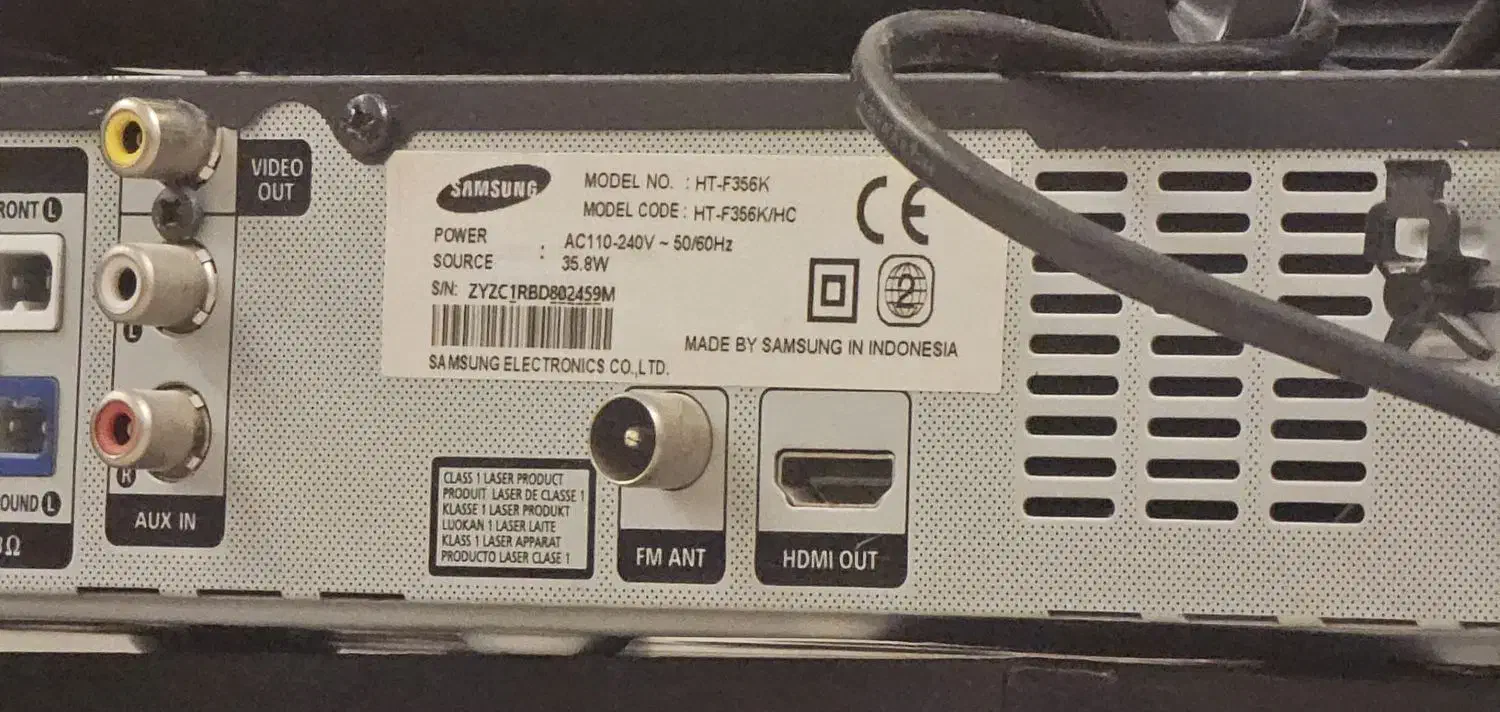 VIDEO
OUT
SAMSUNG
MODEL NO. : HT-F356K
MODEL CODE : HT-F356K/HC
POWER
SOURCE : AC110-240V ~ 50/60Hz
35.8W
S/N: ZYZC1RBD802459M
SAMSUNG ELECTRONICS CO.,LTD.
MADE BY SAMSUNG IN INDONESIA
CE
2
RONT L
OUND L
3Ω
L
R
AUX IN
CLASS 1 LASER PRODUCT
PRODUIT LASER DE CLASSE 1
KLASSE 1 LASER PRODUKT
LUOKAN 1 LASER LAITE
KLASS 1 LASER APPARAT
PRODUCTO LASER CLASE 1
FM ANT
HDMI OUT